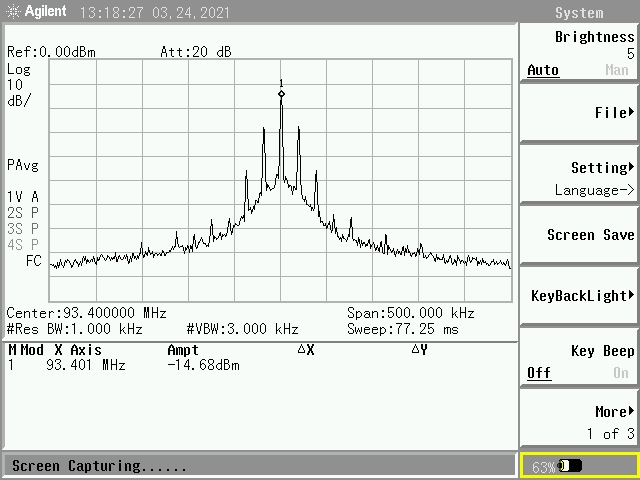 Agilent 13:18:27 03,24,2021 System
Ref:0.00dBm Att:20 dB
Log
10
dB/
1
PAvg
1V A
2S P
3S P
4S P
FC
Center:93.400000 MHz Span:500.000 kHz
#Res BW:1.000 kHz #VBW:3.000 kHz Sweep:77.25 ms
M Mod X Axis Ampt △X △Y
1 93.401 MHz -14.68dBm
Screen Capturing......
Brightness
5
Auto Man
File
Setting
Language->
Screen Save
KeyBackLight
Key Beep
Off On
More
1 of 3
63%